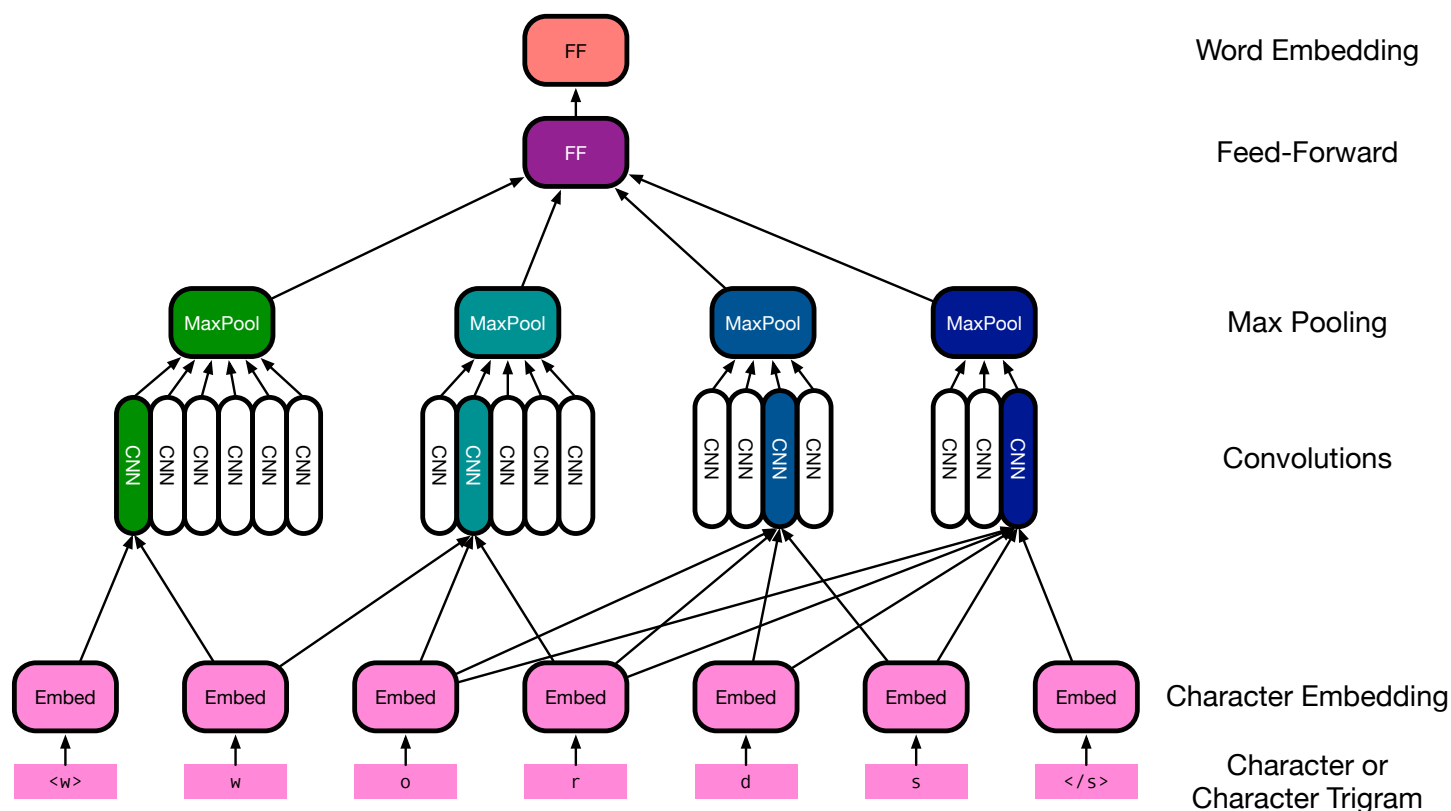 FF
Word Embedding
FF
Feed-Forward
MaxPool MaxPool MaxPool MaxPool
Max Pooling
CNN CNN CNN CNN CNN CNN
CNN CNN CNN CNN CNN
CNN CNN CNN CNN
CNN CNN CNN
Convolutions
Embed Embed Embed Embed Embed Embed Embed
Character Embedding
<w> w o r d s </s>
Character or
Character Trigram